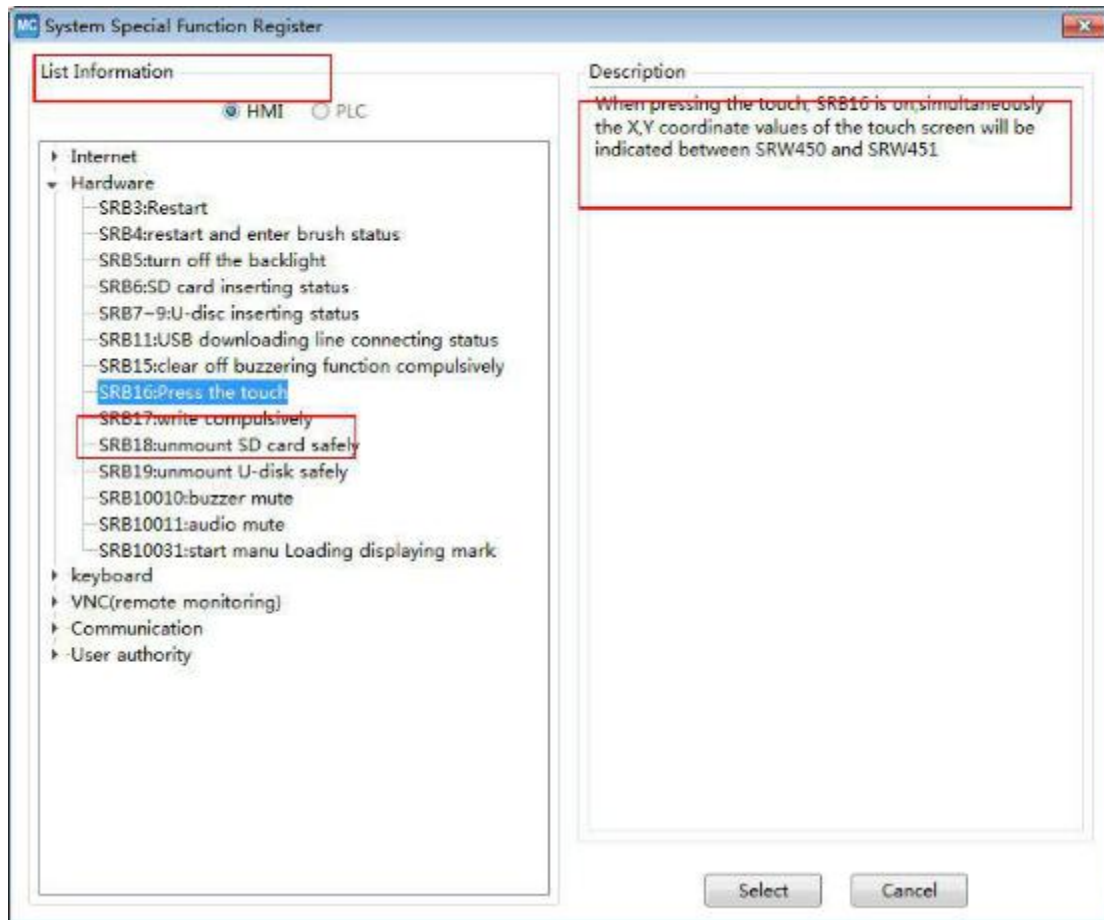 MC System Special Function Register
List Information
HMI PLC
Internet
Hardware
SRB3:Restart
SRB4:restart and enter brush status
SRB5:turn off the backlight
SRB6:SD card inserting status
SRB7~9:U-disc inserting status
SRB11:USB downloading line connecting status
SRB15:clear off buzzering function compulsively
SRB16:Press the touch
SRB17:write compulsively
SRB18:unmount SD card safely
SRB19:unmount U-disk safely
SRB10010:buzzer mute
SRB10011:audio mute
SRB10031:start manu Loading displaying mark
keyboard
VNC(remote monitoring)
Communication
User authority
Description
When pressing the touch, SRB16 is on,simultaneously
the X,Y coordinate values of the touch screen will be
indicated between SRW450 and SRW451
Select
Cancel